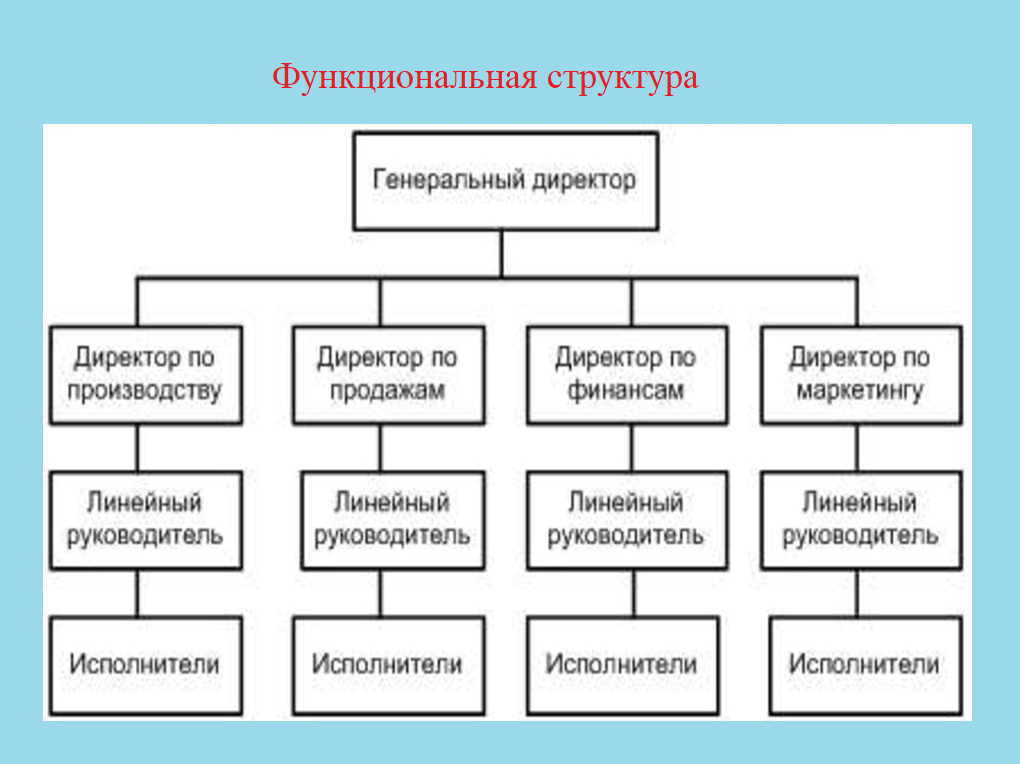 Функциональная структура
Генеральный директор
Директор по
производству
Директор по
продажам
Директор по
финансам
Директор по
маркетингу
Линейный
руководитель
Линейный
руководитель
Линейный
руководитель
Линейный
руководитель
Исполнители
Исполнители
Исполнители
Исполнители